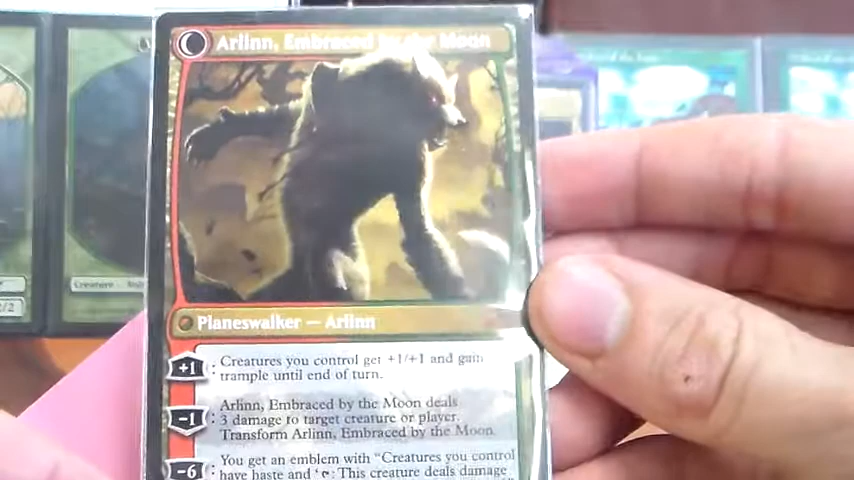 Arlinn, Embraced by the Moon
Planeswalker — Arlinn
+1 : Creatures you control get +1/+1 and gain
trample until end of turn.
Arlinn, Embraced by the Moon deals
-1 : 3 damage to target creature or player.
Transform Arlinn, Embraced by the Moon.
You get an emblem with "Creatures you control
-6 : have haste and 'T: This creature deals damage
Creature
2/2